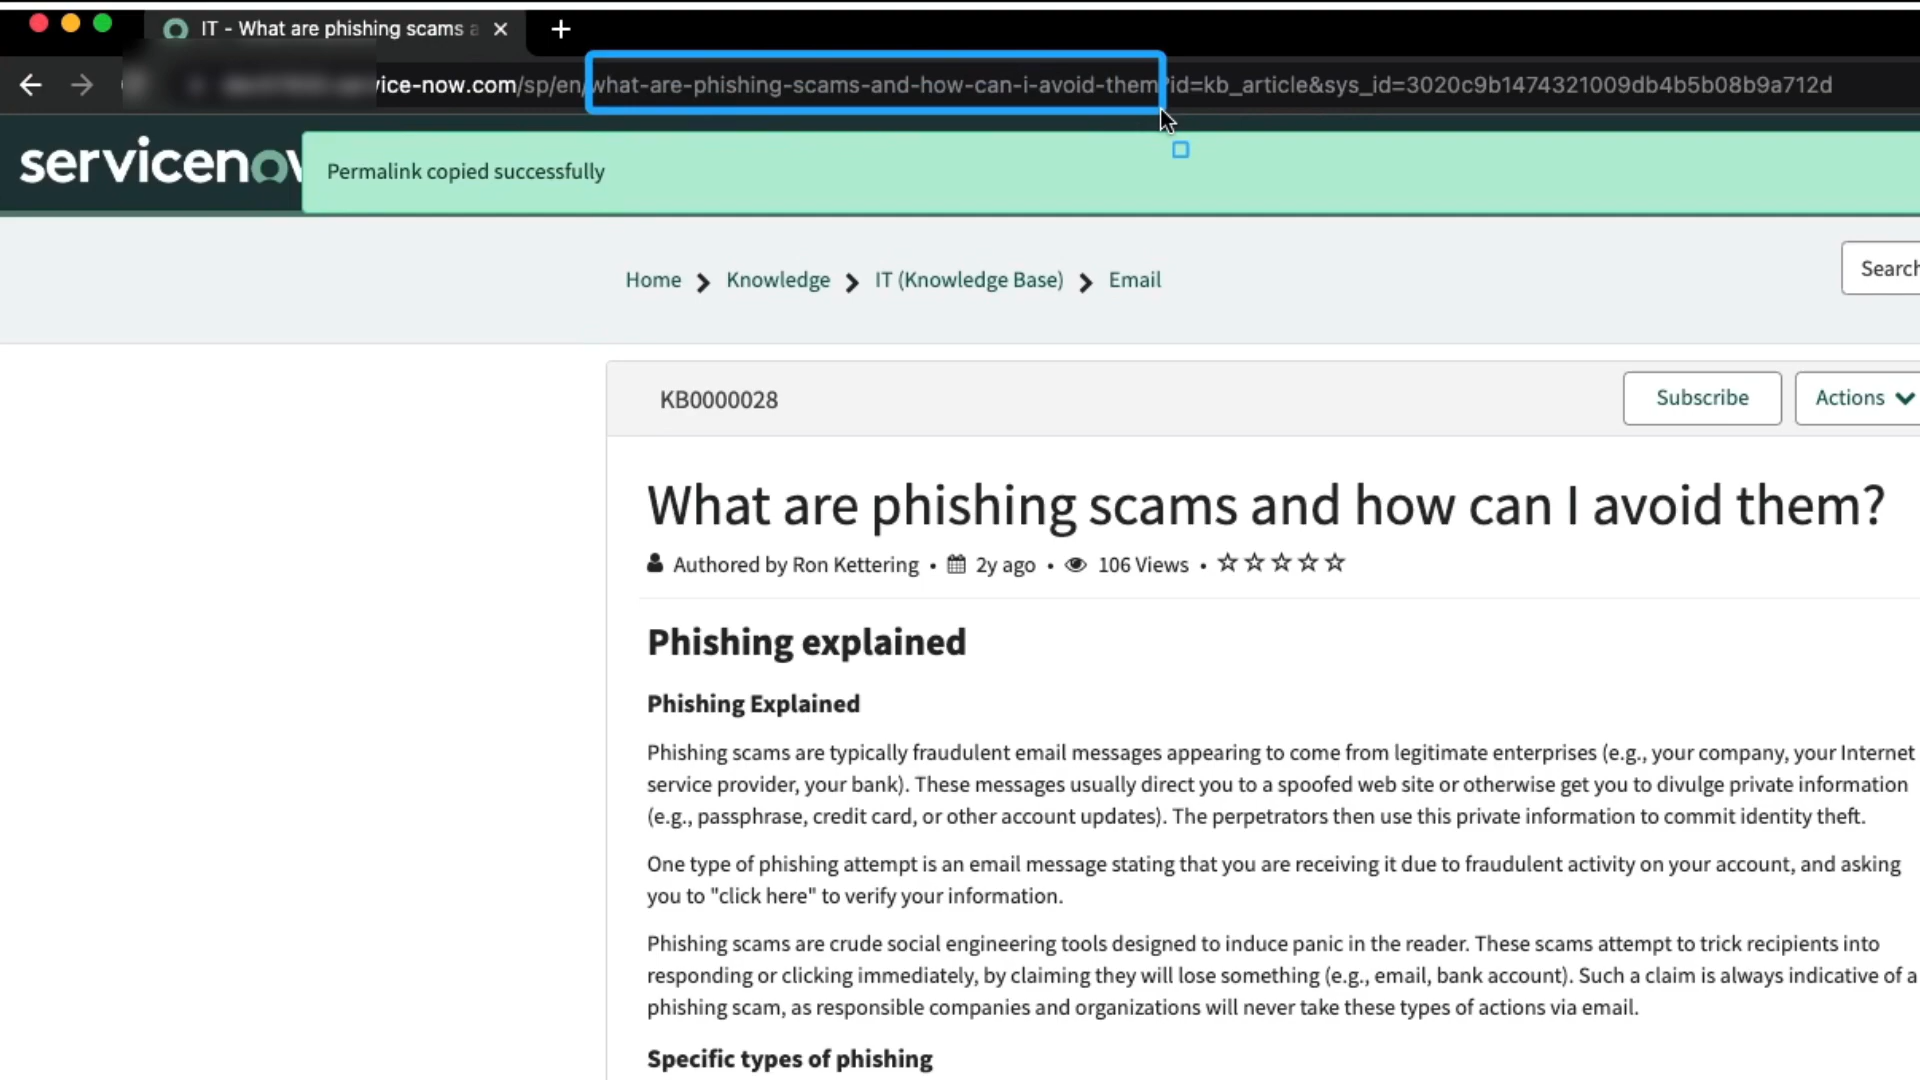 IT - What are phishing scams a
vice-now.com/sp/en/what-are-phishing-scams-and-how-can-i-avoid-them?id=kb_article&sys_id=3020c9b1474321009db4b5b08b9a712d
servicenow
Permalink copied successfully
Home Knowledge IT (Knowledge Base) Email
Search
KB0000028
Subscribe
Actions
What are phishing scams and how can I avoid them?
Authored by Ron Kettering • 2y ago • 106 Views •
Phishing explained
Phishing Explained
Phishing scams are typically fraudulent email messages appearing to come from legitimate enterprises (e.g., your company, your Internet
service provider, your bank). These messages usually direct you to a spoofed web site or otherwise get you to divulge private information
(e.g., passphrase, credit card, or other account updates). The perpetrators then use this private information to commit identity theft.
One type of phishing attempt is an email message stating that you are receiving it due to fraudulent activity on your account, and asking
you to "click here" to verify your information.
Phishing scams are crude social engineering tools designed to induce panic in the reader. These scams attempt to trick recipients into
responding or clicking immediately, by claiming they will lose something (e.g., email, bank account). Such a claim is always indicative of a
phishing scam, as responsible companies and organizations will never take these types of actions via email.
Specific types of phishing